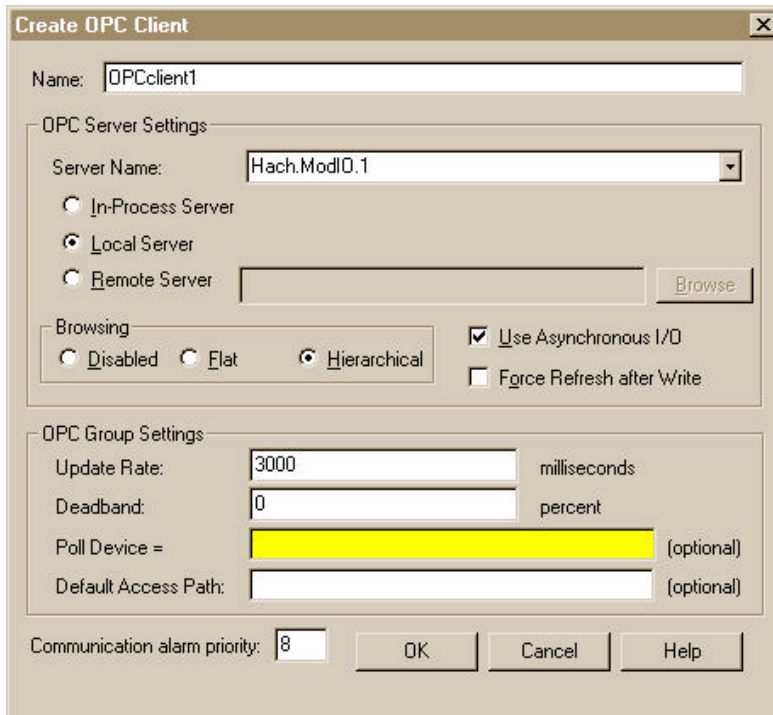 Create OPC Client
Name: OPCclient1
OPC Server Settings
Server Name: Hach.ModIO.1
In-Process Server
Local Server
Remote Server Browse
Browsing
Disabled Flat Hierarchical
Use Asynchronous I/O
Force Refresh after Write
OPC Group Settings
Update Rate: 3000 milliseconds
Deadband: 0 percent
Poll Device = (optional)
Default Access Path: (optional)
Communication alarm priority: 8 OK Cancel Help